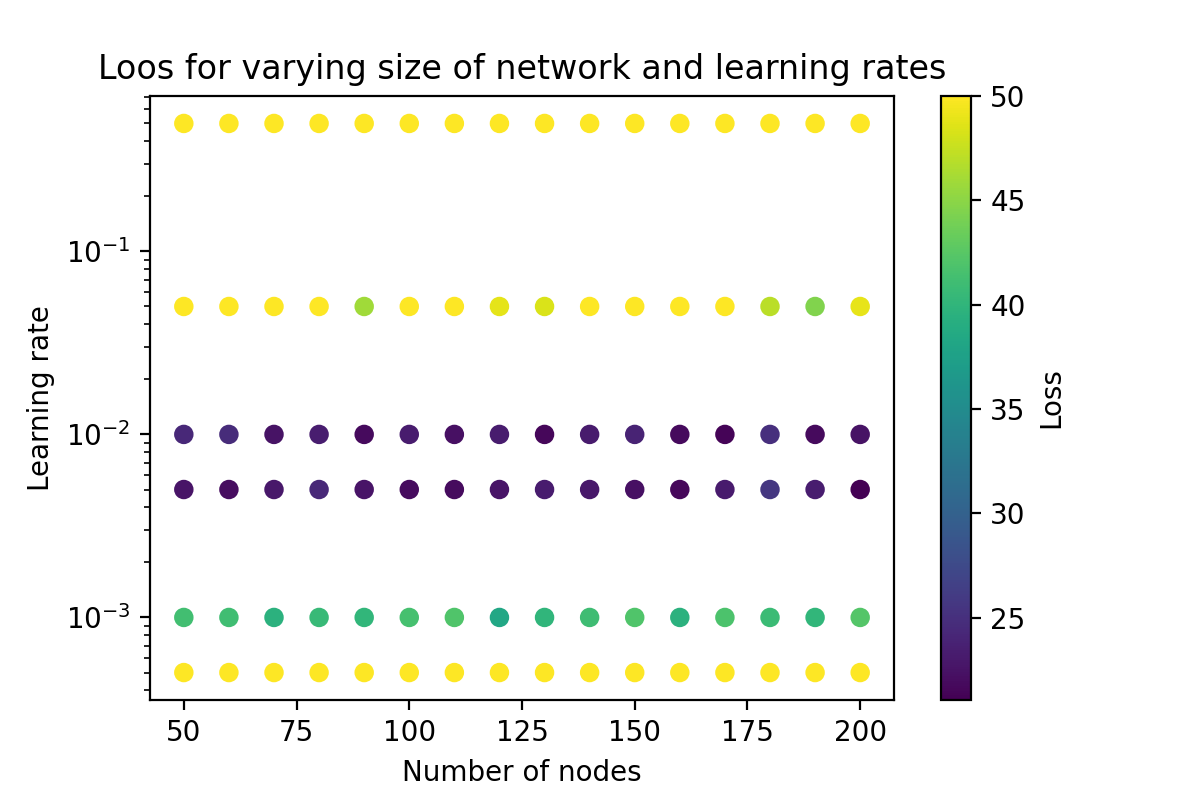 Loos for varying size of network and learning rates
50
45
40
35
30
25
Loss
10⁻¹
10⁻²
10⁻³
Learning rate
50 75 100 125 150 175 200
Number of nodes